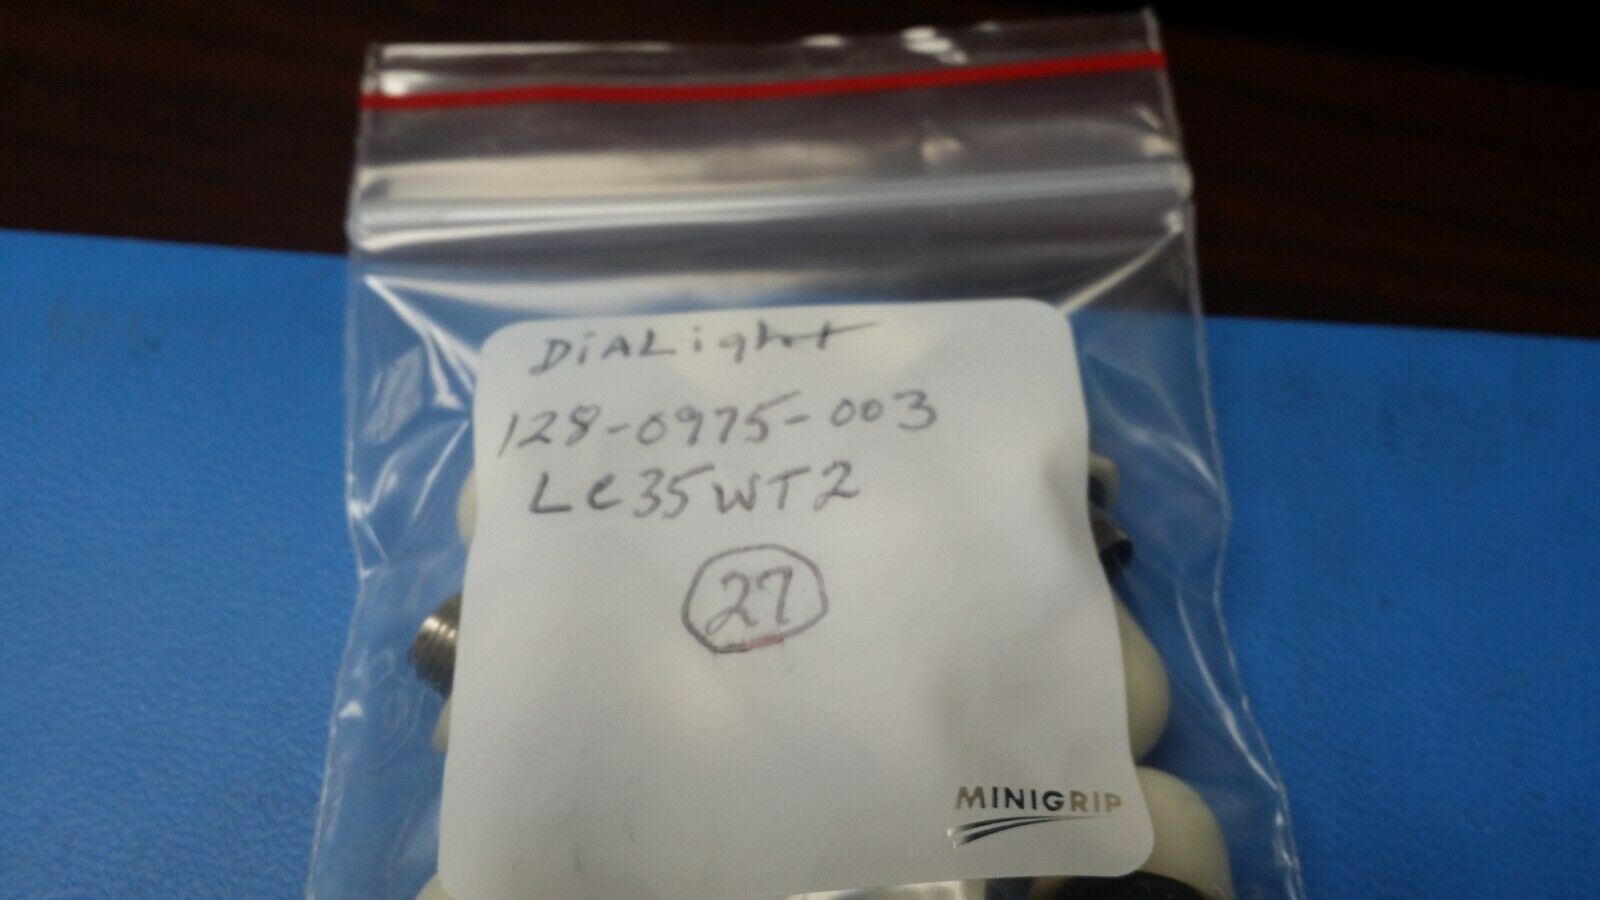 DiALight
128-0975-003
LC35WT2
27
MINIGRIP